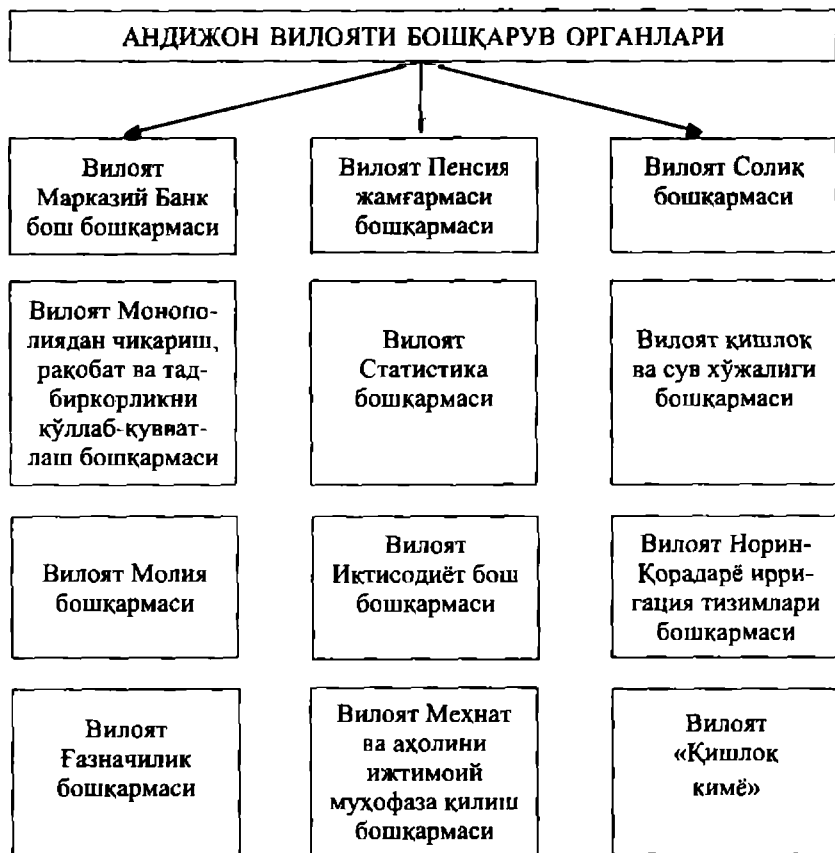 АНДИЖОН ВИЛОЯТИ БОШҚАРУВ ОРГАНЛАРИ
Вилоят
Марказий Банк
бош бошқармаси
Вилоят Пенсия
жамғармаси
бошқармаси
Вилоят Солиқ
бошқармаси
Вилоят Монопо-
лиядан чиқариш,
рақобат ва тад-
биркорликни
қўллаб-қувват-
лаш бошқармаси
Вилоят
Статистика
бошқармаси
Вилоят қишлоқ
ва сув хўжалиги
бошқармаси
Вилоят Молия
бошқармаси
Вилоят
Иқтисодиёт бош
бошқармаси
Вилоят Норин-
Қорадарё ирри-
гация тизимлари
бошқармаси
Вилоят
Ғазначилик
бошқармаси
Вилоят Меҳнат
ва аҳолини
ижтимоий
муҳофаза қилиш
бошқармаси
Вилоят
«Қишлоқ
кимё»